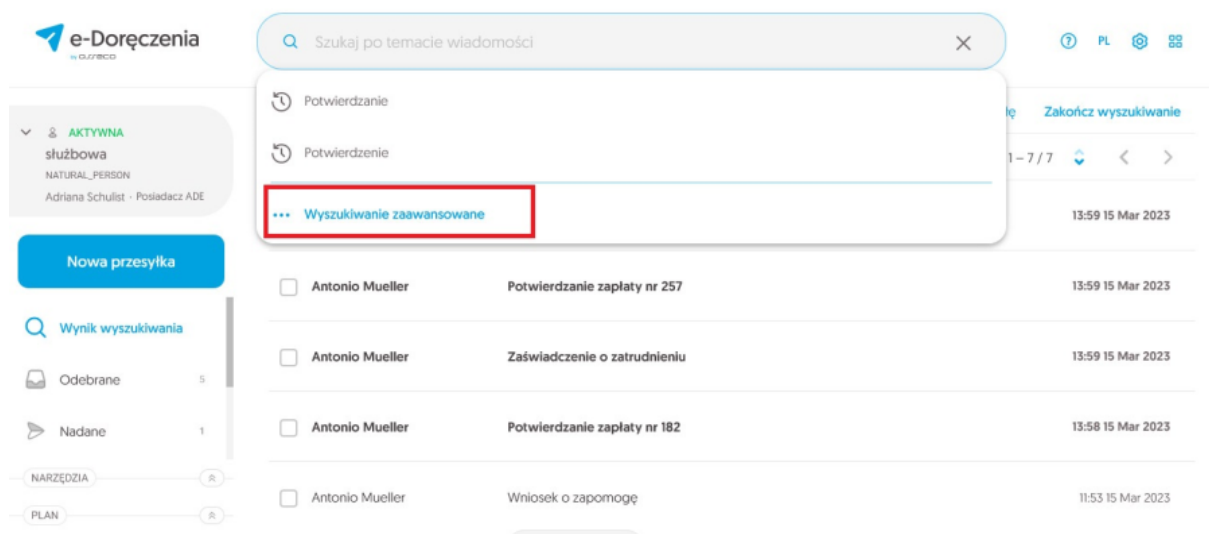 e-Doręczenia
by asseco
Szukaj po temacie wiadomości
PL
Potwierdzanie
Potwierdzenie
Wyszukiwanie zaawansowane
Zakończ wyszukiwanie
1 – 7 / 7
AKTYWNA
służbowa
NATURAL_PERSON
Adriana Schulist - Posiadacz ADE
Nowa przesyłka
Wynik wyszukiwania
Odebrane 5
Nadane 1
NARZĘDZIA
PLAN
13:59 15 Mar 2023
Antonio Mueller Potwierdzanie zapłaty nr 257 13:59 15 Mar 2023
Antonio Mueller Zaświadczenie o zatrudnieniu 13:59 15 Mar 2023
Antonio Mueller Potwierdzanie zapłaty nr 182 13:58 15 Mar 2023
Antonio Mueller Wniosek o zapomogę 11:53 15 Mar 2023